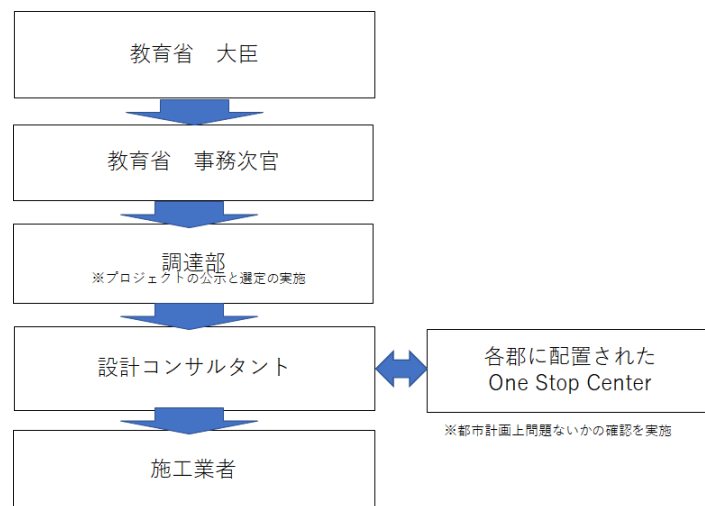 教育省　大臣
教育省　事務次官
調達部
※プロジェクトの公示と選定の実施
設計コンサルタント
各郡に配置された
One Stop Center
※都市計画上問題ないかの確認を実施
施工業者